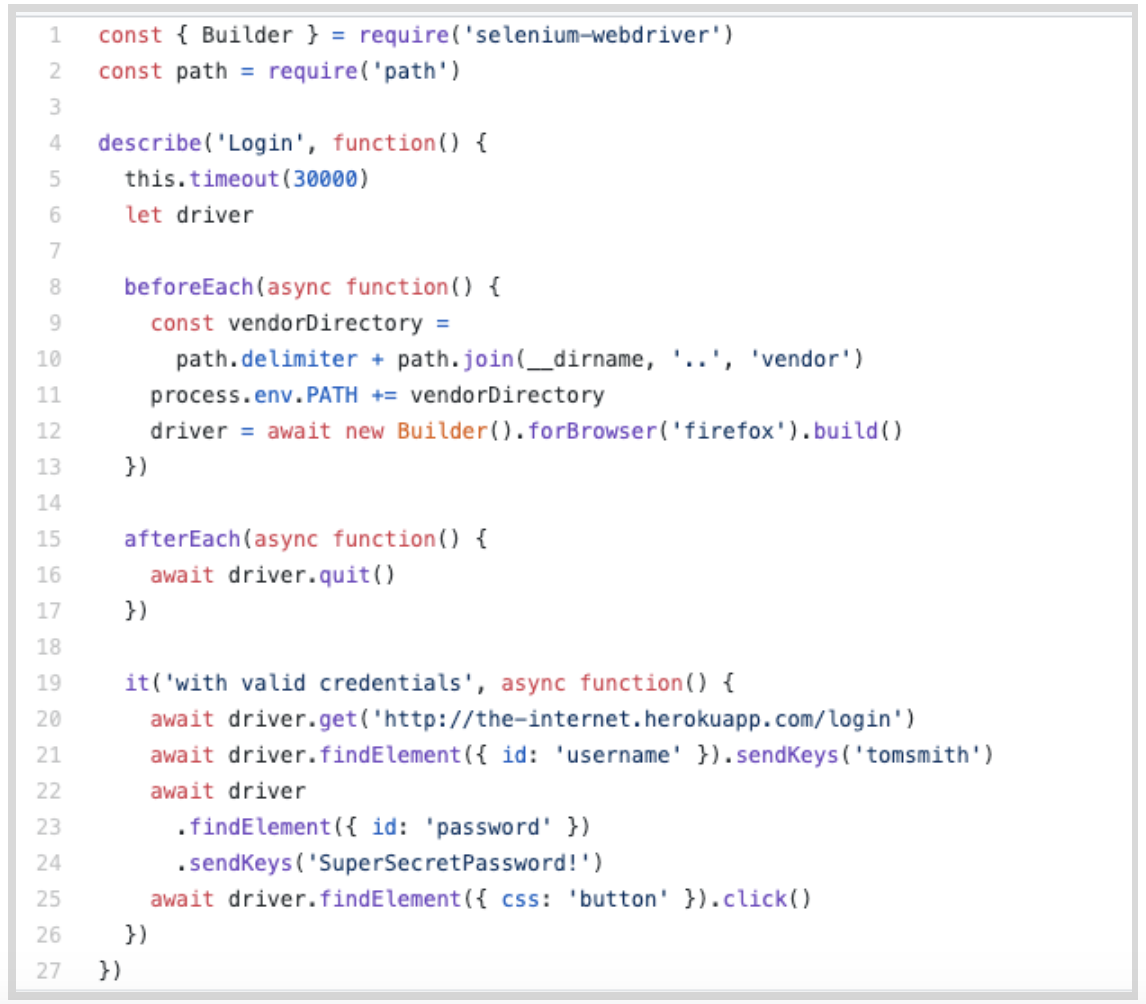 1 const { Builder } = require('selenium-webdriver')
2 const path = require('path')
3
4 describe('Login', function() {
5   this.timeout(30000)
6   let driver
7
8   beforeEach(async function() {
9     const vendorDirectory =
10       path.delimiter + path.join(__dirname, '..', 'vendor')
11     process.env.PATH += vendorDirectory
12     driver = await new Builder().forBrowser('firefox').build()
13   })
14
15   afterEach(async function() {
16     await driver.quit()
17   })
18
19   it('with valid credentials', async function() {
20     await driver.get('http://the-internet.herokuapp.com/login')
21     await driver.findElement({ id: 'username' }).sendKeys('tomsmith')
22     await driver
23       .findElement({ id: 'password' })
24       .sendKeys('SuperSecretPassword!')
25     await driver.findElement({ css: 'button' }).click()
26   })
27 })